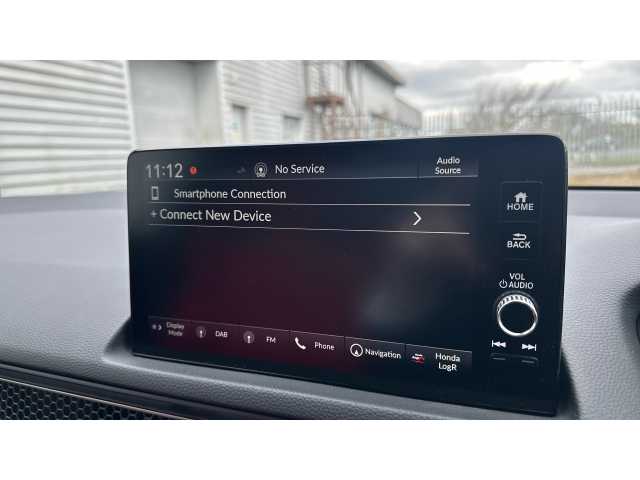 11:12
DAB
No Service
Audio
Source
Smartphone Connection
+ Connect New Device
HOME
BACK
VOL
AUDIO
Display
Mode
DAB
FM
Phone
Navigation
Honda
LogR